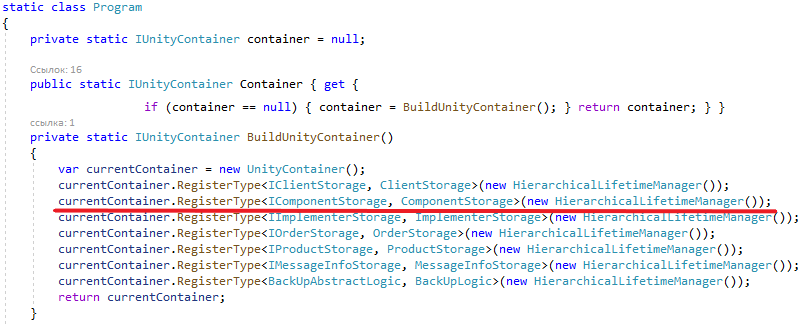 static class Program
{
private static IUnityContainer container = null;
Ссылок: 16
public static IUnityContainer Container { get {
if (container == null) { container = BuildUnityContainer(); } return container; } }
ссылка: 1
private static IUnityContainer BuildUnityContainer()
{
var currentContainer = new UnityContainer();
currentContainer.RegisterType<IClientStorage, ClientStorage>(new HierarchicalLifetimeManager());
currentContainer.RegisterType<IComponentStorage, ComponentStorage>(new HierarchicalLifetimeManager());
currentContainer.RegisterType<IImplementerStorage, ImplementerStorage>(new HierarchicalLifetimeManager());
currentContainer.RegisterType<IOrderStorage, OrderStorage>(new HierarchicalLifetimeManager());
currentContainer.RegisterType<IProductStorage, ProductStorage>(new HierarchicalLifetimeManager());
currentContainer.RegisterType<IMessageInfoStorage, MessageInfoStorage>(new HierarchicalLifetimeManager());
currentContainer.RegisterType<BackUpAbstractLogic, BackUpLogic>(new HierarchicalLifetimeManager());
return currentContainer;
}